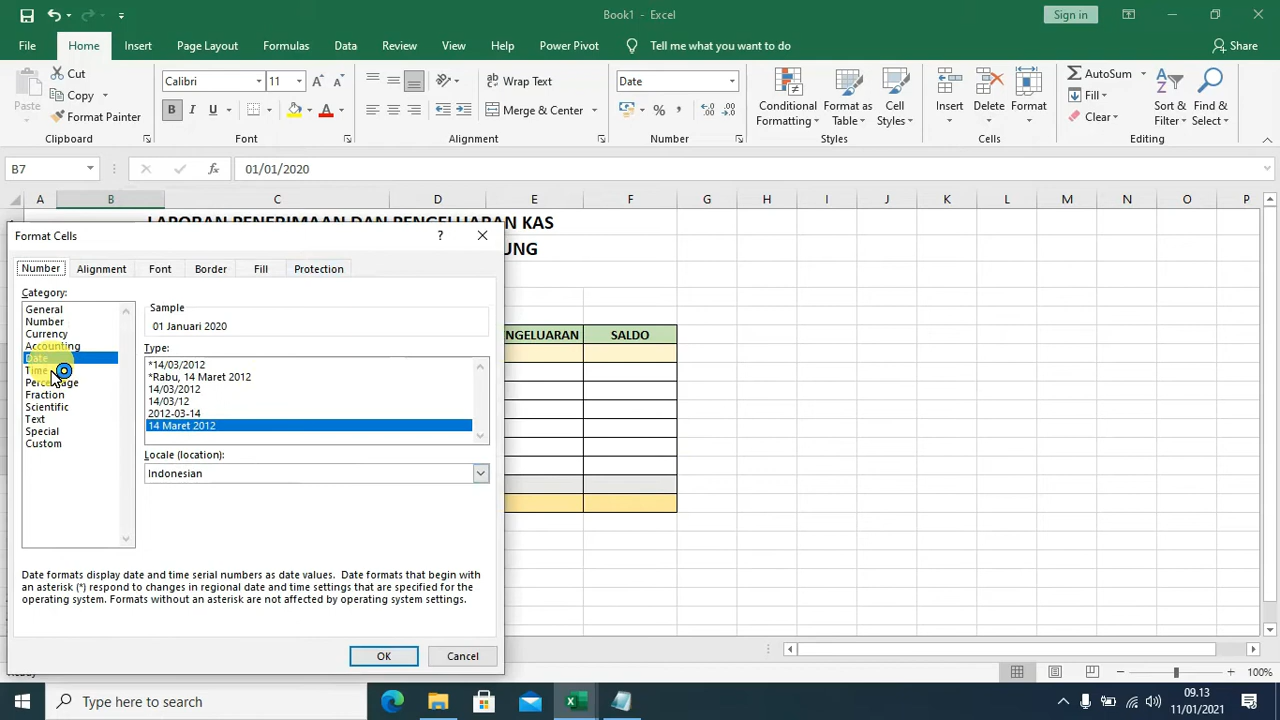 Book1 - Excel
Sign in
File Home Insert Page Layout Formulas Data Review View Help Power Pivot Tell me what you want to do Share
Paste
Cut
Copy
Format Painter
Clipboard
Calibri 11
B I U
Font
Wrap Text
Merge & Center
Alignment
Date
%
Number
Conditional Formatting
Format as Table
Cell Styles
Styles
Insert Delete Format
Cells
AutoSum
Fill
Clear
Sort & Filter
Find & Select
Editing
B7
fx
01/01/2020
A B C D E F G H I J K L M N O P
LAPORAN PENERIMAAN DAN PENGELUARAN KAS
UNG
NGELUARAN SALDO
Format Cells
?
Number Alignment Font Border Fill Protection
Category:
General
Number
Currency
Accounting
Date
Time
Percentage
Fraction
Scientific
Text
Special
Custom
Sample
01 Januari 2020
Type:
*14/03/2012
*Rabu, 14 Maret 2012
14/03/2012
14/03/12
2012-03-14
14 Maret 2012
Locale (location):
Indonesian
Date formats display date and time serial numbers as date values. Date formats that begin with
an asterisk (*) respond to changes in regional date and time settings that are specified for the
operating system. Formats without an asterisk are not affected by operating system settings.
OK Cancel
100%
Type here to search
09.13
11/01/2021